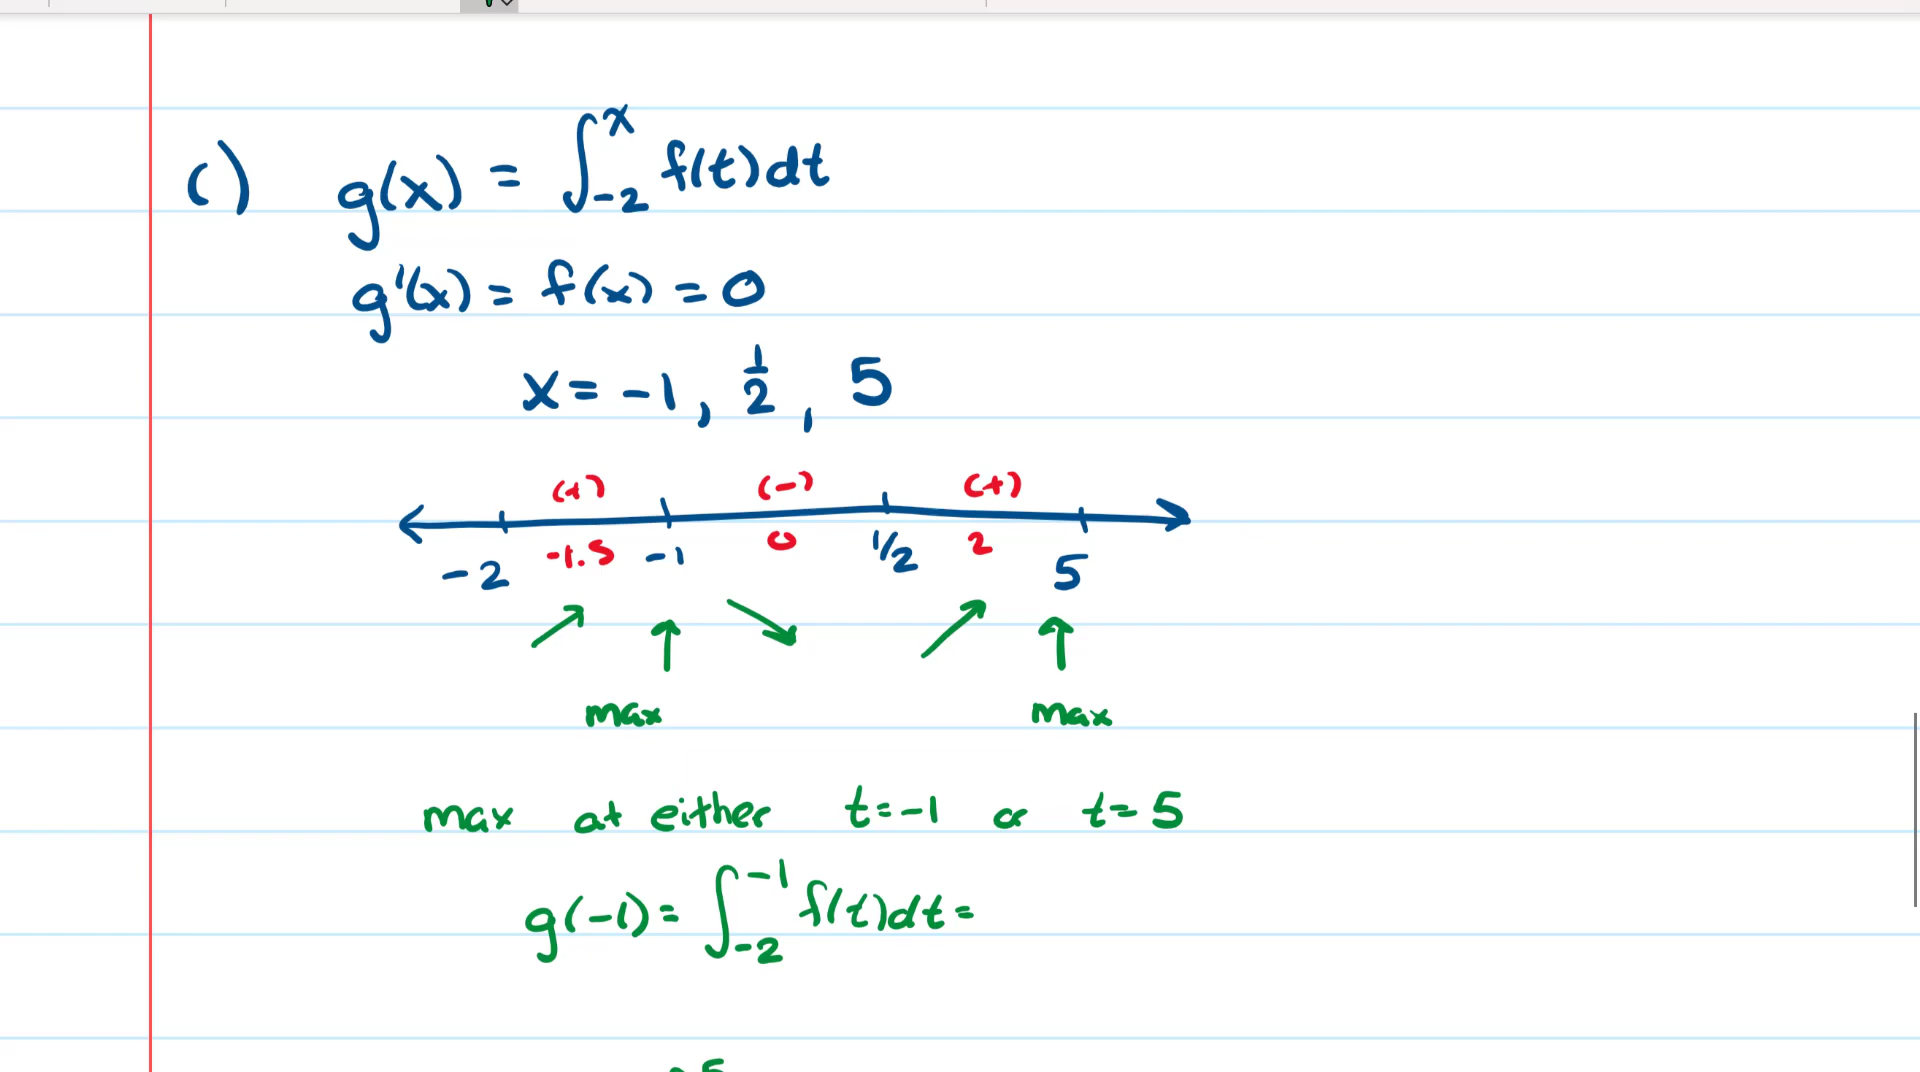 c) g(x) = ∫_{-2}^{x} f(t)dt
g'(x) = f(x) = 0
x = -1, 1/2, 5
(+) (-) (+)
-2 -1.5 -1 0 1/2 2 5
max max
max at either t=-1 or t=5
g(-1) = ∫_{-2}^{-1} f(t)dt =
5